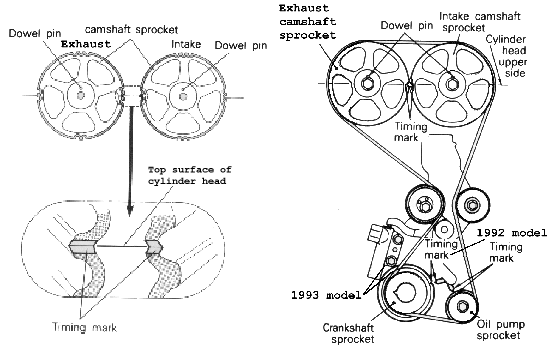 Dowel pin
camshaft sprocket
Exhaust
Intake
Dowel pin
Top surface of
cylinder head
Timing mark
Exhaust
camshaft
sprocket
Dowel pin
Intake camshaft
sprocket
Cylinder
head
upper
side
Timing
mark
1992 model
Timing
mark
Timing
mark
1993 model
Crankshaft
sprocket
Oil pump
sprocket